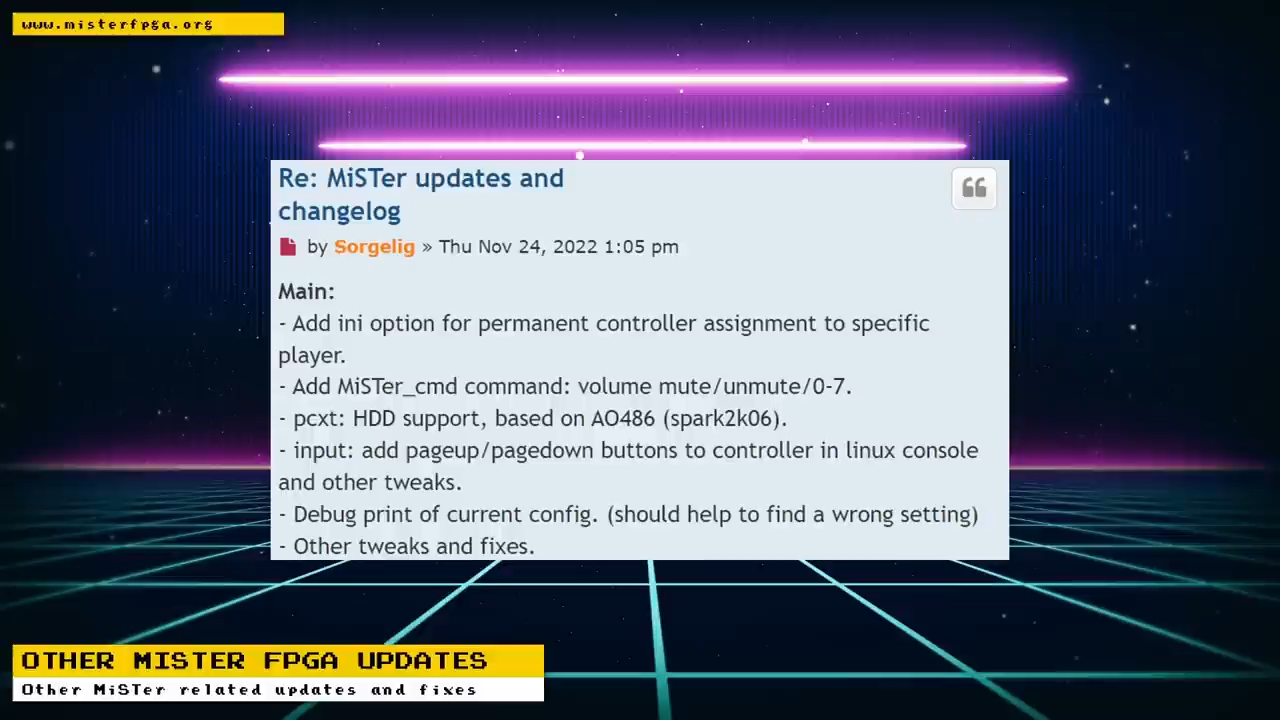 www.misterfpga.org
Re: MiSTer updates and
changelog
by Sorgelig » Thu Nov 24, 2022 1:05 pm
Main:
- Add ini option for permanent controller assignment to specific
player.
- Add MiSTer_cmd command: volume mute/unmute/0-7.
- pcxt: HDD support, based on AO486 (spark2k06).
- input: add pageup/pagedown buttons to controller in linux console
and other tweaks.
- Debug print of current config. (should help to find a wrong setting)
- Other tweaks and fixes.
OTHER MISTER FPGA UPDATES
Other MiSTer related updates and fixes